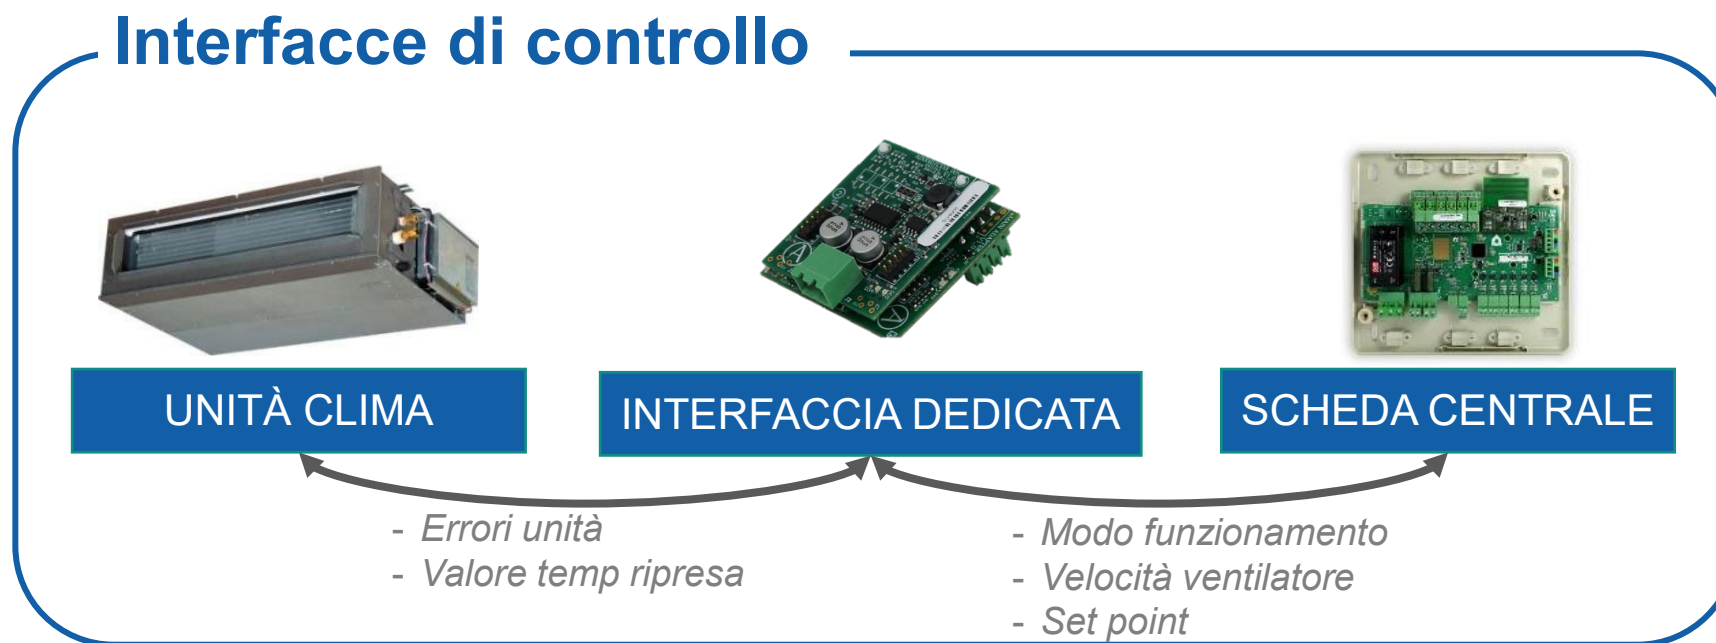 Interfacce di controllo
UNITÀ CLIMA
INTERFACCIA DEDICATA
SCHEDA CENTRALE
- Errori unità
- Valore temp ripresa
- Modo funzionamento
- Velocità ventilatore
- Set point